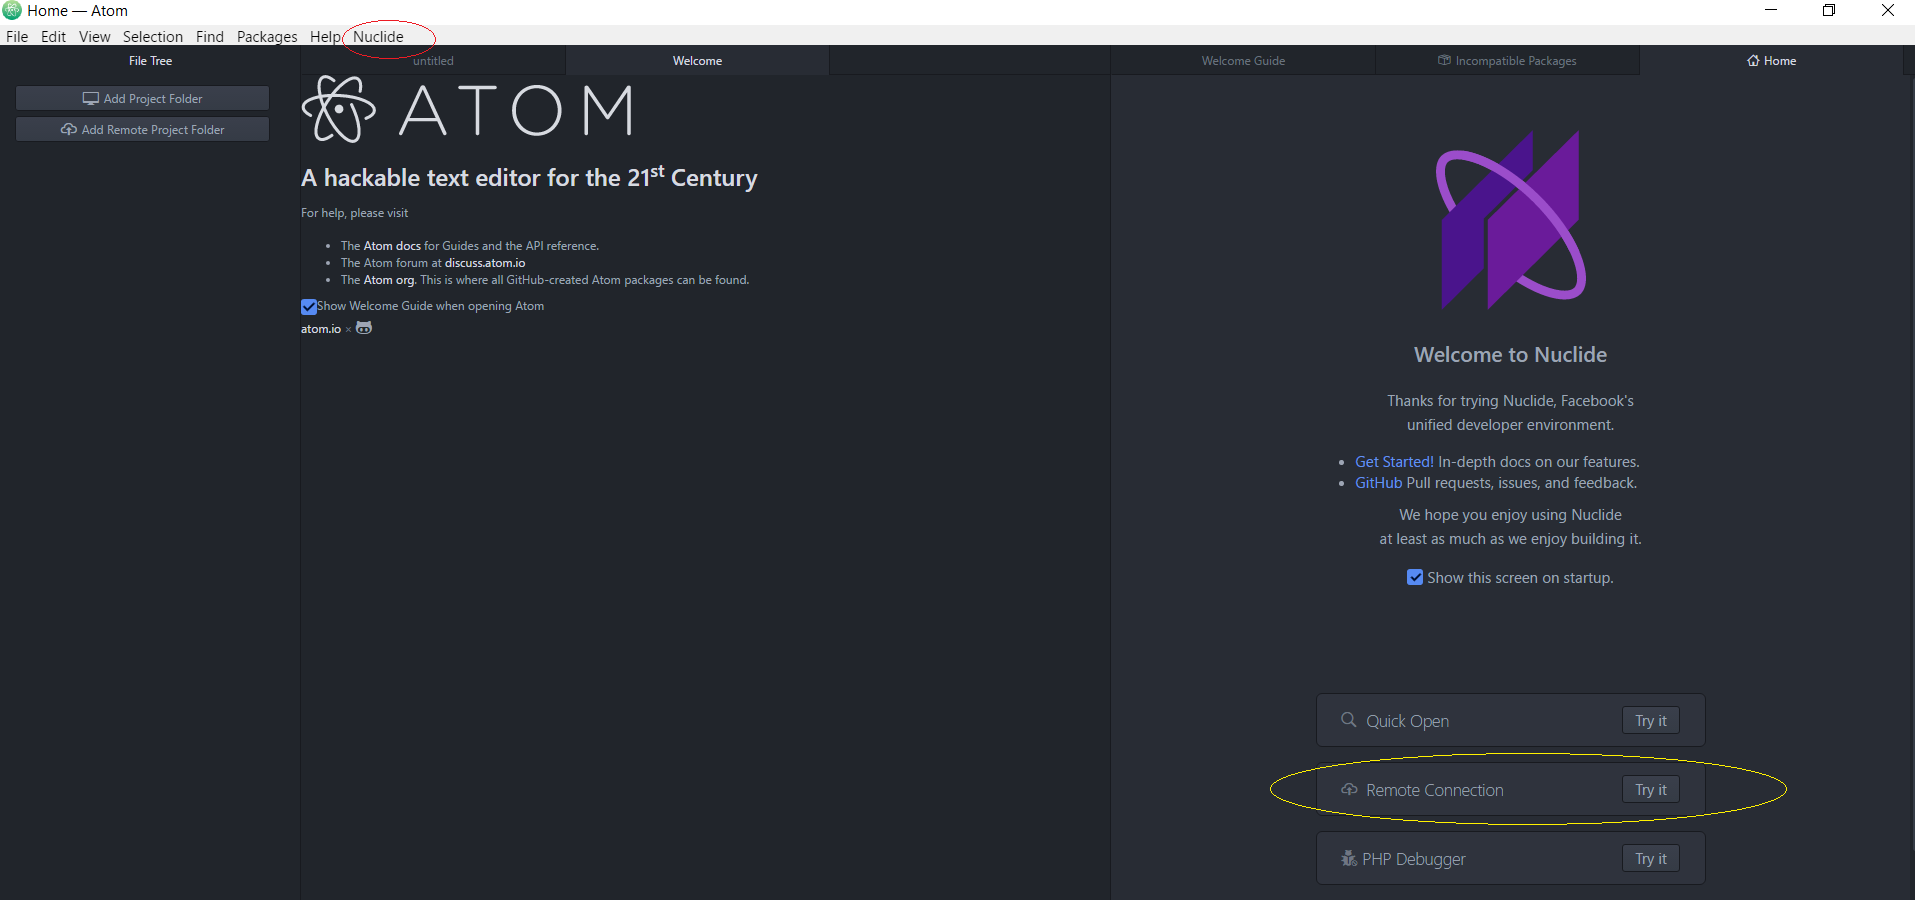 Home — Atom
File Edit View Selection Find Packages Help Nuclide
File Tree
Add Project Folder
Add Remote Project Folder
untitled
Welcome
ATOM
A hackable text editor for the 21st Century
For help, please visit
• The Atom docs for Guides and the API reference.
• The Atom forum at discuss.atom.io
• The Atom org. This is where all GitHub-created Atom packages can be found.
Show Welcome Guide when opening Atom
atom.io ×
Welcome Guide
Incompatible Packages
Home
Welcome to Nuclide
Thanks for trying Nuclide, Facebook's
unified developer environment.
• Get Started! In-depth docs on our features.
• GitHub Pull requests, issues, and feedback.
We hope you enjoy using Nuclide
at least as much as we enjoy building it.
Show this screen on startup.
Quick Open Try it
Remote Connection Try it
PHP Debugger Try it